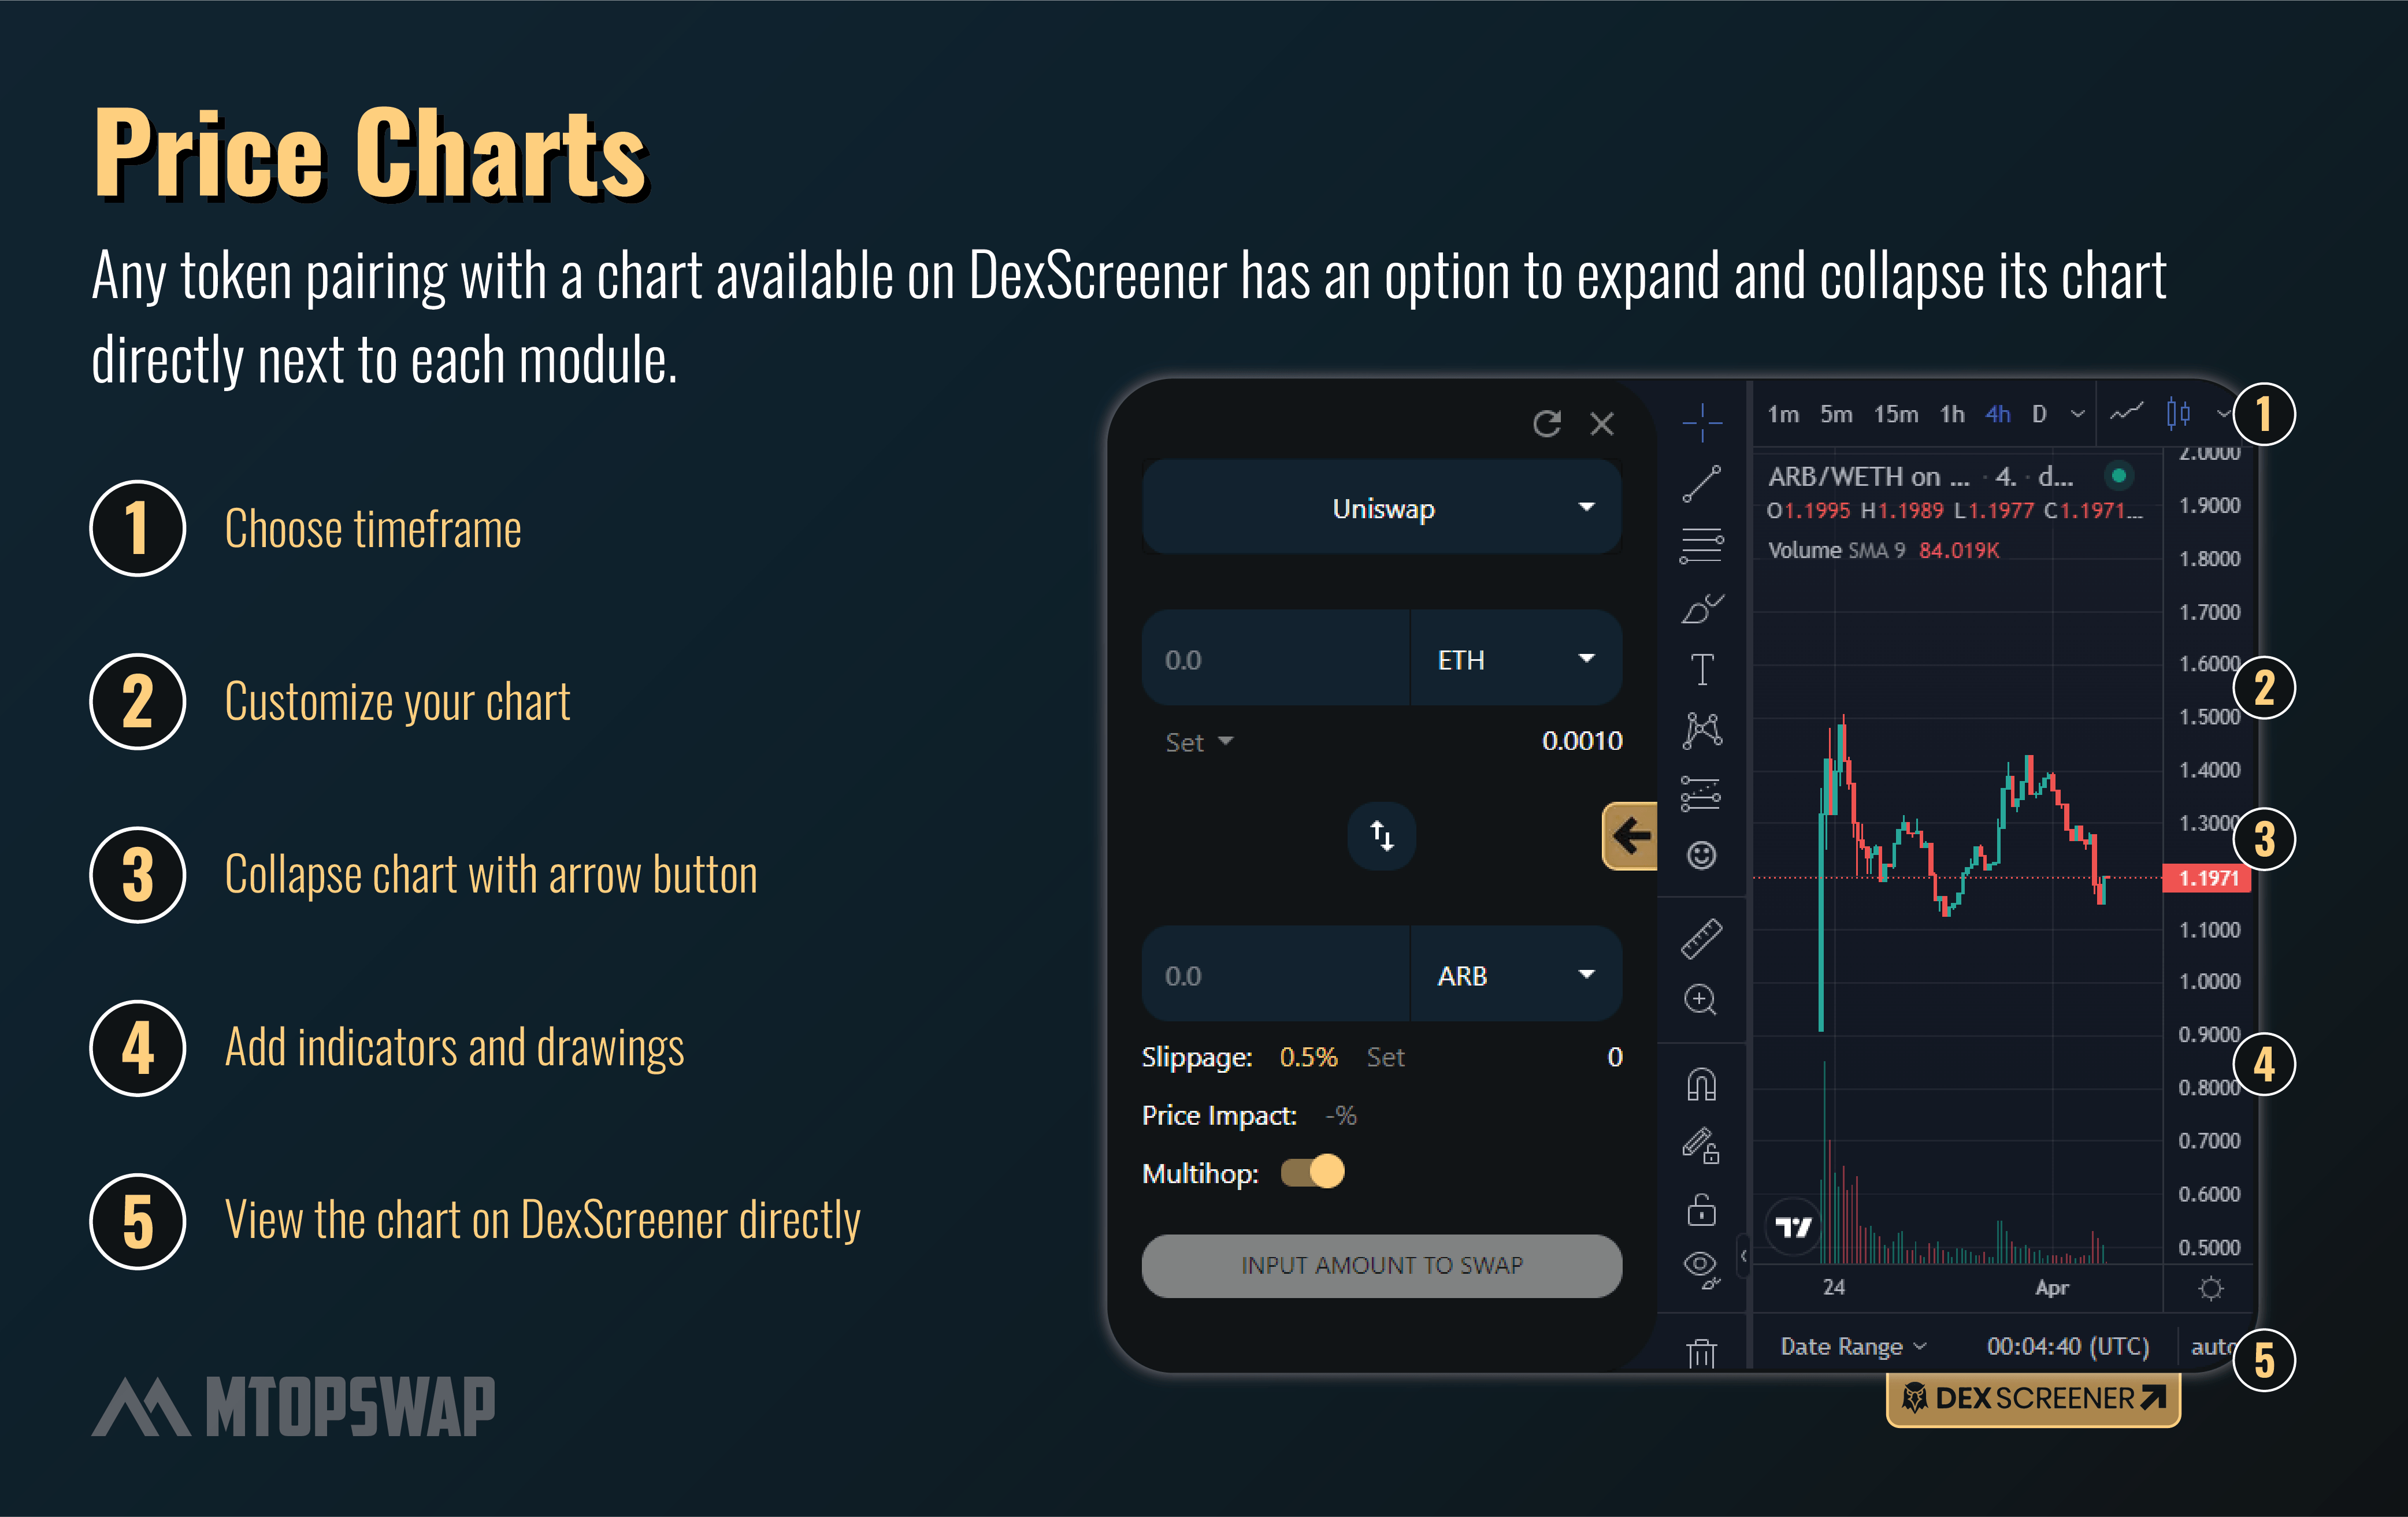 Price Charts
Any token pairing with a chart available on DexScreener has an option to expand and collapse its chart
directly next to each module.
1 Choose timeframe
2 Customize your chart
3 Collapse chart with arrow button
4 Add indicators and drawings
5 View the chart on DexScreener directly
MTOPSWAP
Uniswap
0.0 ETH
Set 0.0010
0.0 ARB
Slippage: 0.5% Set 0
Price Impact: -%
Multihop:
INPUT AMOUNT TO SWAP
1m 5m 15m 1h 4h D
1
ARB/WETH on ... · 4. · d...
O1.1995 H1.1989 L1.1977 C1.1971...
Volume SMA 9 84.019K
2.0000
1.9000
1.8000
1.7000
1.6000
2
1.5000
1.4000
1.3000
3
1.1971
1.1000
1.0000
0.9000
4
0.8000
0.7000
0.6000
0.5000
24 Apr
Date Range 00:04:40 (UTC) auto
5
DEX SCREENER